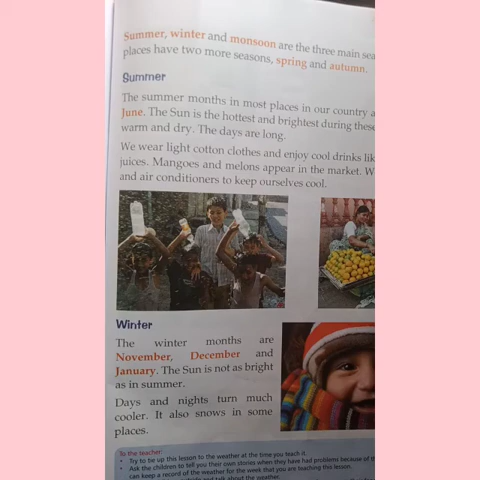 Summer, winter and monsoon are the three main sea
places have two more seasons, spring and autumn.
Summer
The summer months in most places in our country a
June. The Sun is the hottest and brightest during these
warm and dry. The days are long.
We wear light cotton clothes and enjoy cool drinks lik
juices. Mangoes and melons appear in the market. W
and air conditioners to keep ourselves cool.
Winter
The winter months are
November, December and
January. The Sun is not as bright
as in summer.
Days and nights turn much
cooler. It also snows in some
places.
To the teacher:
• Try to tie up this lesson to the weather at the time you teach it.
• Ask the children to tell you their own stories when they have had problems because of th
can keep a record of the weather for the week that you are teaching this lesson.
and talk about the weather.